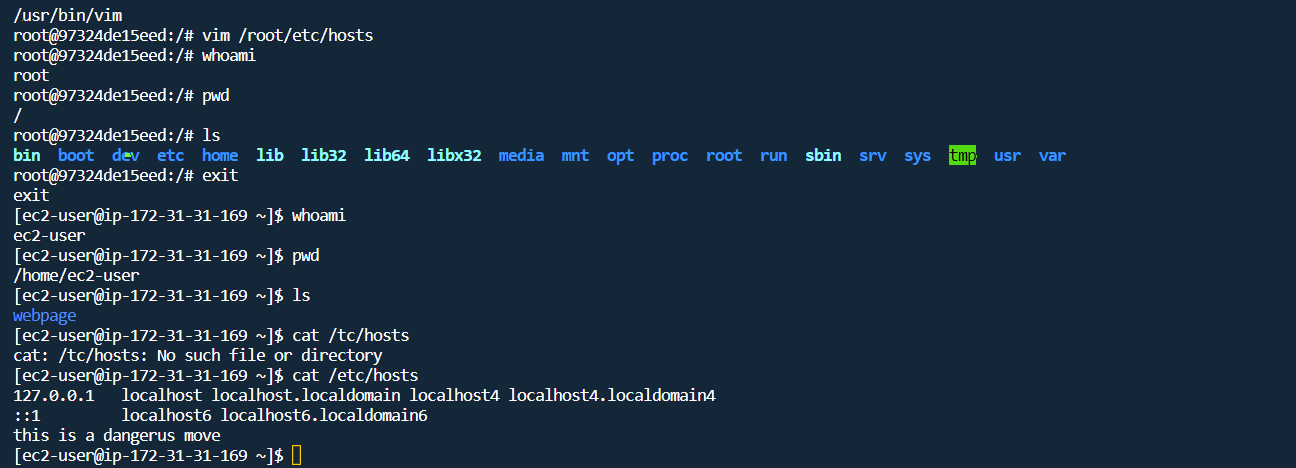 /usr/bin/vim
root@97324de15eed:/# vim /root/etc/hosts
root@97324de15eed:/# whoami
root
root@97324de15eed:/# pwd
/
root@97324de15eed:/# ls
bin boot dev etc home lib lib32 lib64 libx32 media mnt opt proc root run sbin srv sys tmp usr var
root@97324de15eed:/# exit
exit
[ec2-user@ip-172-31-31-169 ~]$ whoami
ec2-user
[ec2-user@ip-172-31-31-169 ~]$ pwd
/home/ec2-user
[ec2-user@ip-172-31-31-169 ~]$ ls
webpage
[ec2-user@ip-172-31-31-169 ~]$ cat /tc/hosts
cat: /tc/hosts: No such file or directory
[ec2-user@ip-172-31-31-169 ~]$ cat /etc/hosts
127.0.0.1   localhost localhost.localdomain localhost4 localhost4.localdomain4
::1         localhost6 localhost6.localdomain6
this is a dangerus move
[ec2-user@ip-172-31-31-169 ~]$